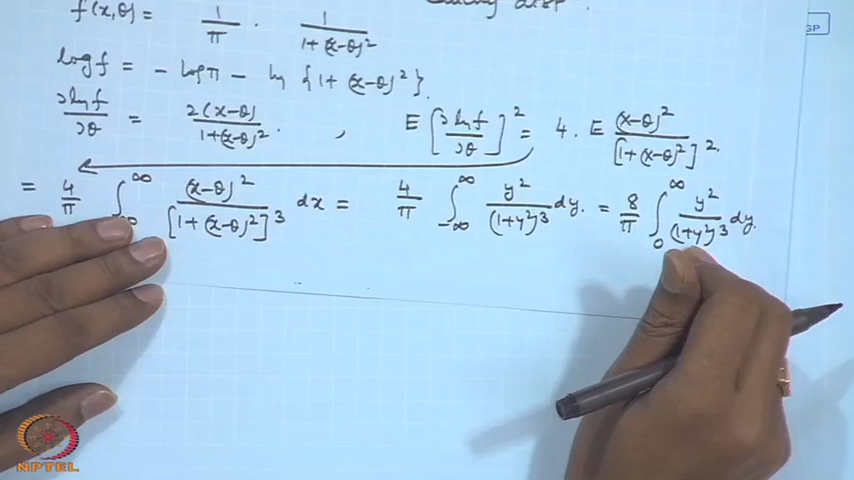 f(x,θ) = 1/π · 1/(1+(x-θ)²)
log f = - log π - ln {1+ (x-θ)²}.
∂ ln f/∂θ = 2(x-θ)/(1+(x-θ)²) . , E [∂ ln f/∂θ]² = 4. E (x-θ)²/[1+(x-θ)²]².
= 4/π ∫ ∞ (x-θ)²/[1+(x-θ)²]³ dx = 4/π ∫_{-∞}^{∞} y²/(1+y²)³ dy. = 8/π ∫_0^∞ y²/(1+y²)³ dy.
NPTEL